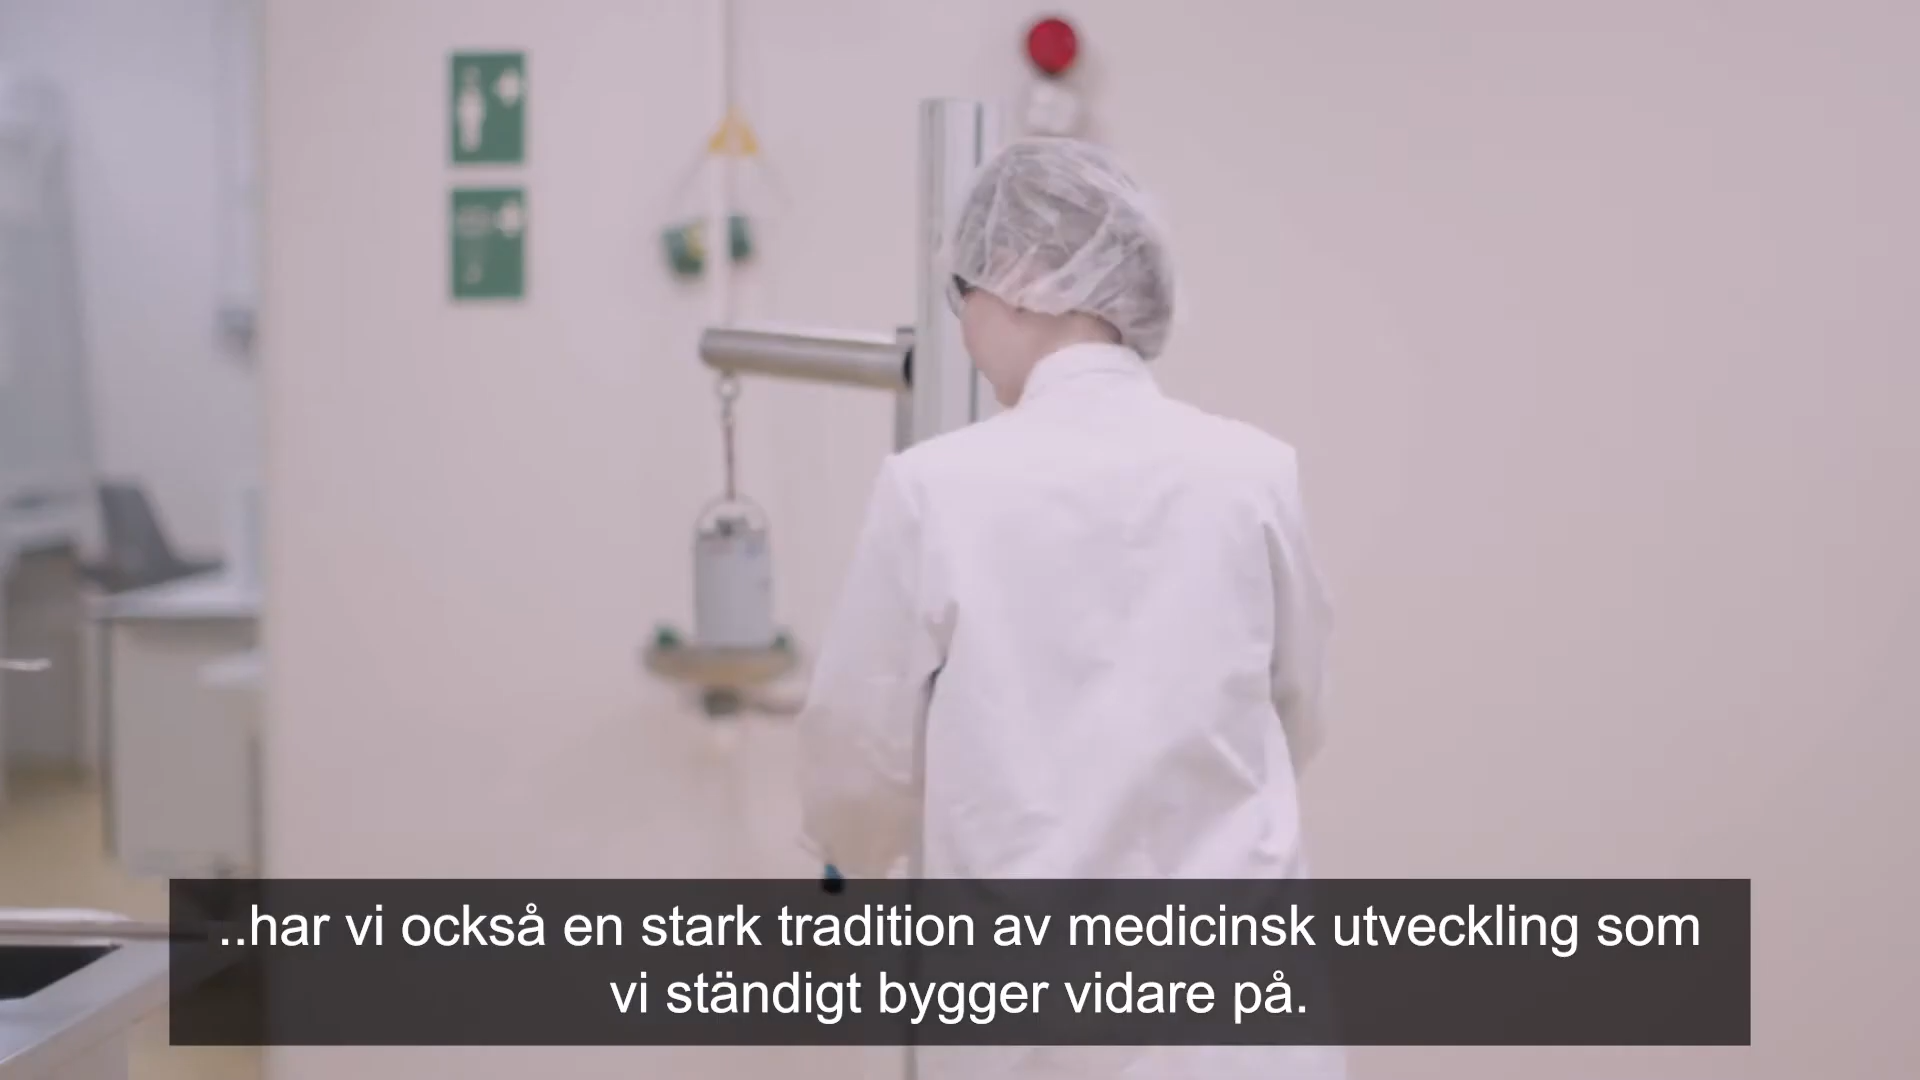 ..har vi också en stark tradition av medicinsk utveckling som
vi ständigt bygger vidare på.